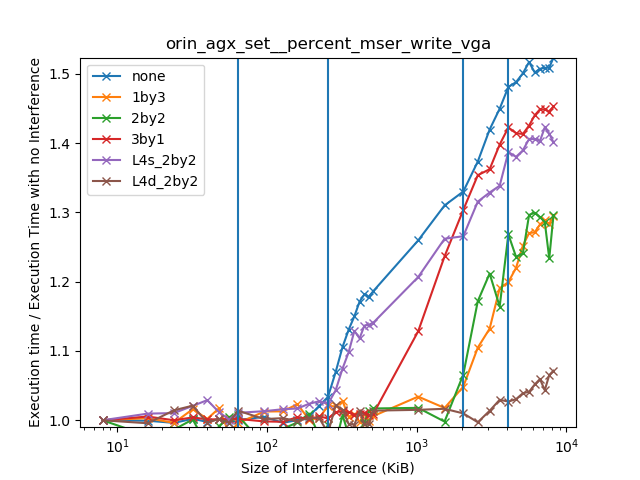 orin_agx_set__percent_mser_write_vga
Execution time / Execution Time with no Interference
1.5
1.4
1.3
1.2
1.1
1.0
none
1by3
2by2
3by1
L4s_2by2
L4d_2by2
10¹
10²
10³
10⁴
Size of Interference (KiB)